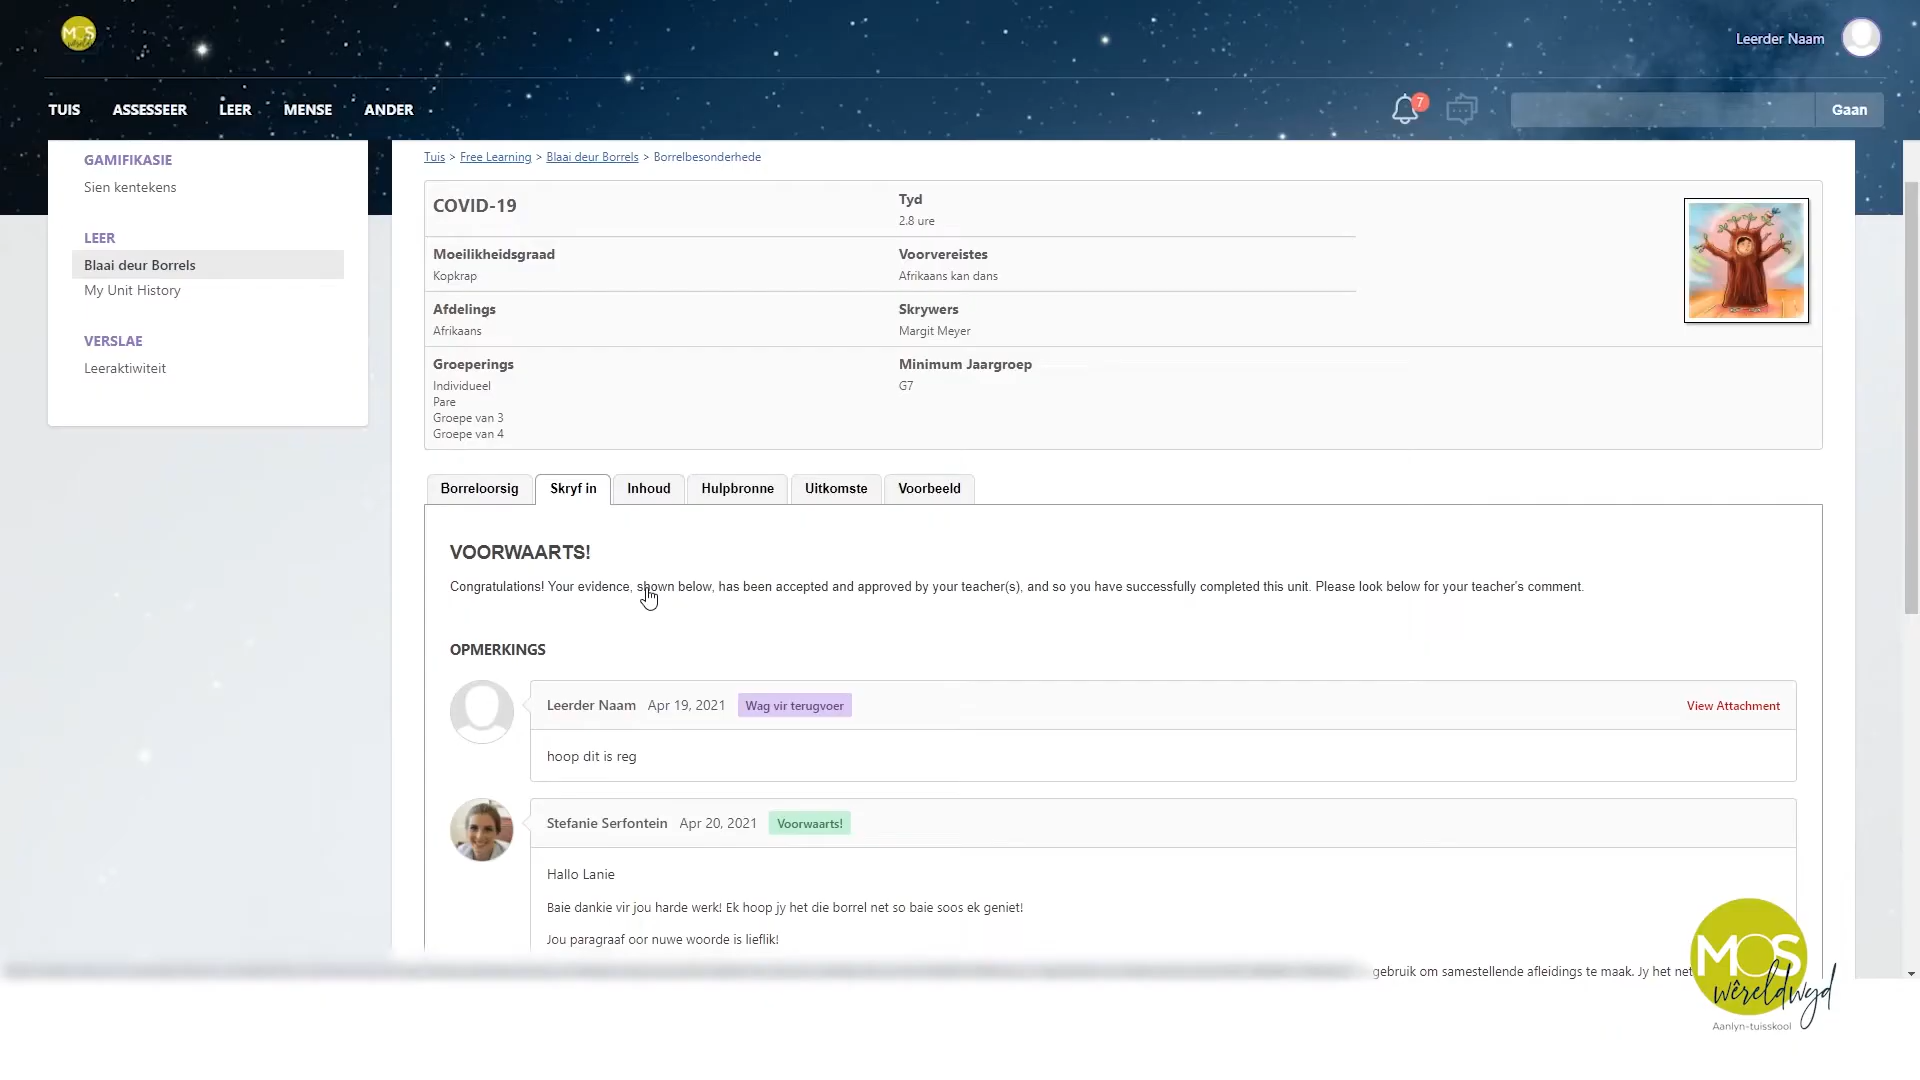 MOS
Leerder Naam
TUIS ASSESSEER LEER MENSE ANDER
7
Gaan
GAMIFIKASIE
Sien kentekens
LEER
Blaai deur Borrels
My Unit History
VERSLAE
Leeraktiwiteit
Tuis > Free Learning > Blaai deur Borrels > Borrelbesonderhede
COVID-19
Tyd
2.8 ure
Moeilikheidsgraad
Kopkrap
Voorvereistes
Afrikaans kan dans
Afdelings
Afrikaans
Skrywers
Margit Meyer
Groeperings
Individueel
Pare
Groepe van 3
Groepe van 4
Minimum Jaargroep
G7
Borreloorsig Skryf in Inhoud Hulpbronne Uitkomste Voorbeeld
VOORWAARTS!
Congratulations! Your evidence, shown below, has been accepted and approved by your teacher(s), and so you have successfully completed this unit. Please look below for your teacher's comment.
OPMERKINGS
Leerder Naam Apr 19, 2021 Wag vir terugvoer View Attachment
hoop dit is reg
Stefanie Serfontein Apr 20, 2021 Voorwaarts!
Hallo Lanie
Baie dankie vir jou harde werk! Ek hoop jy het die borrel net so baie soos ek geniet!
Jou paragraaf oor nuwe woorde is lieflik!
gebruik om samestellende afleidings te maak. Jy het net
MOS
wêreldwyd
Aanlyn-tuisskool